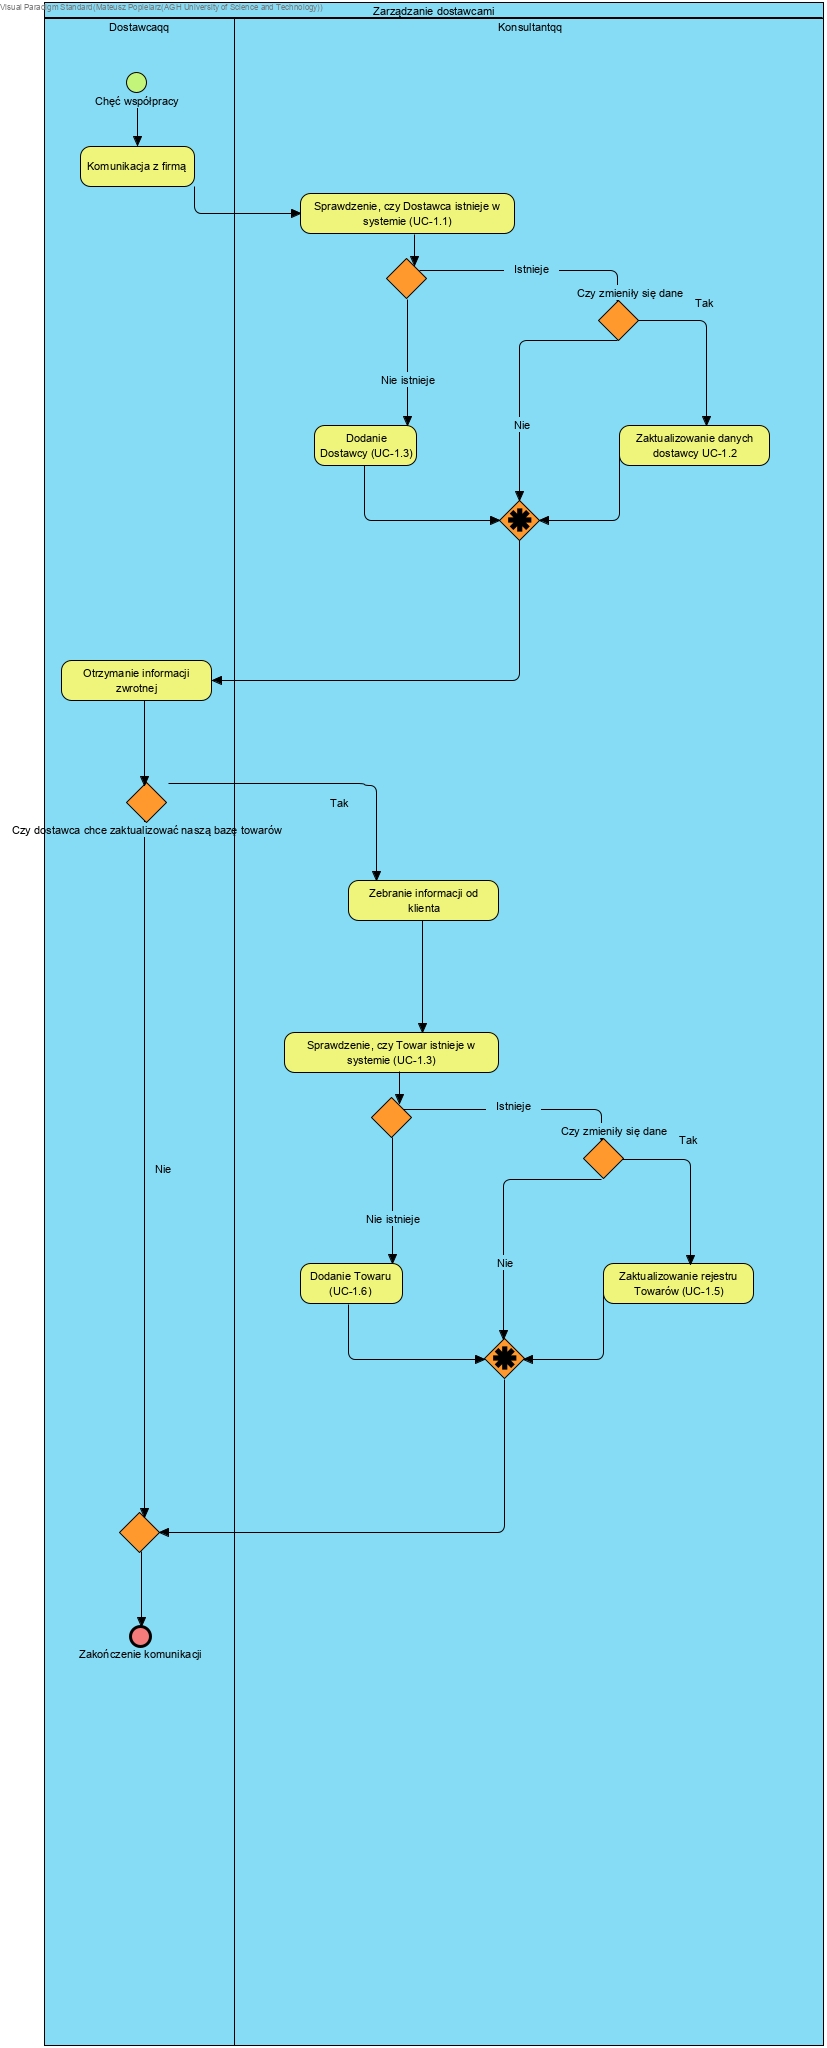 Visual Paradigm Standard(Mateusz Popielarz(AGH University of Science and Technology))
Zarządzanie dostawcami
Dostawcaqq
Konsultantqq
Chęć współpracy
Komunikacja z firmą
Sprawdzenie, czy Dostawca istnieje w
systemie (UC-1.1)
Istnieje
Czy zmieniły się dane
Tak
Nie istnieje
Nie
Dodanie
Dostawcy (UC-1.3)
Zaktualizowanie danych
dostawcy UC-1.2
Otrzymanie informacji
zwrotnej
Tak
Czy dostawca chce zaktualizować naszą bazę towarów
Zebranie informacji od
klienta
Sprawdzenie, czy Towar istnieje w
systemie (UC-1.3)
Istnieje
Czy zmieniły się dane
Tak
Nie
Nie istnieje
Nie
Dodanie Towaru
(UC-1.6)
Zaktualizowanie rejestru
Towarów (UC-1.5)
Zakończenie komunikacji